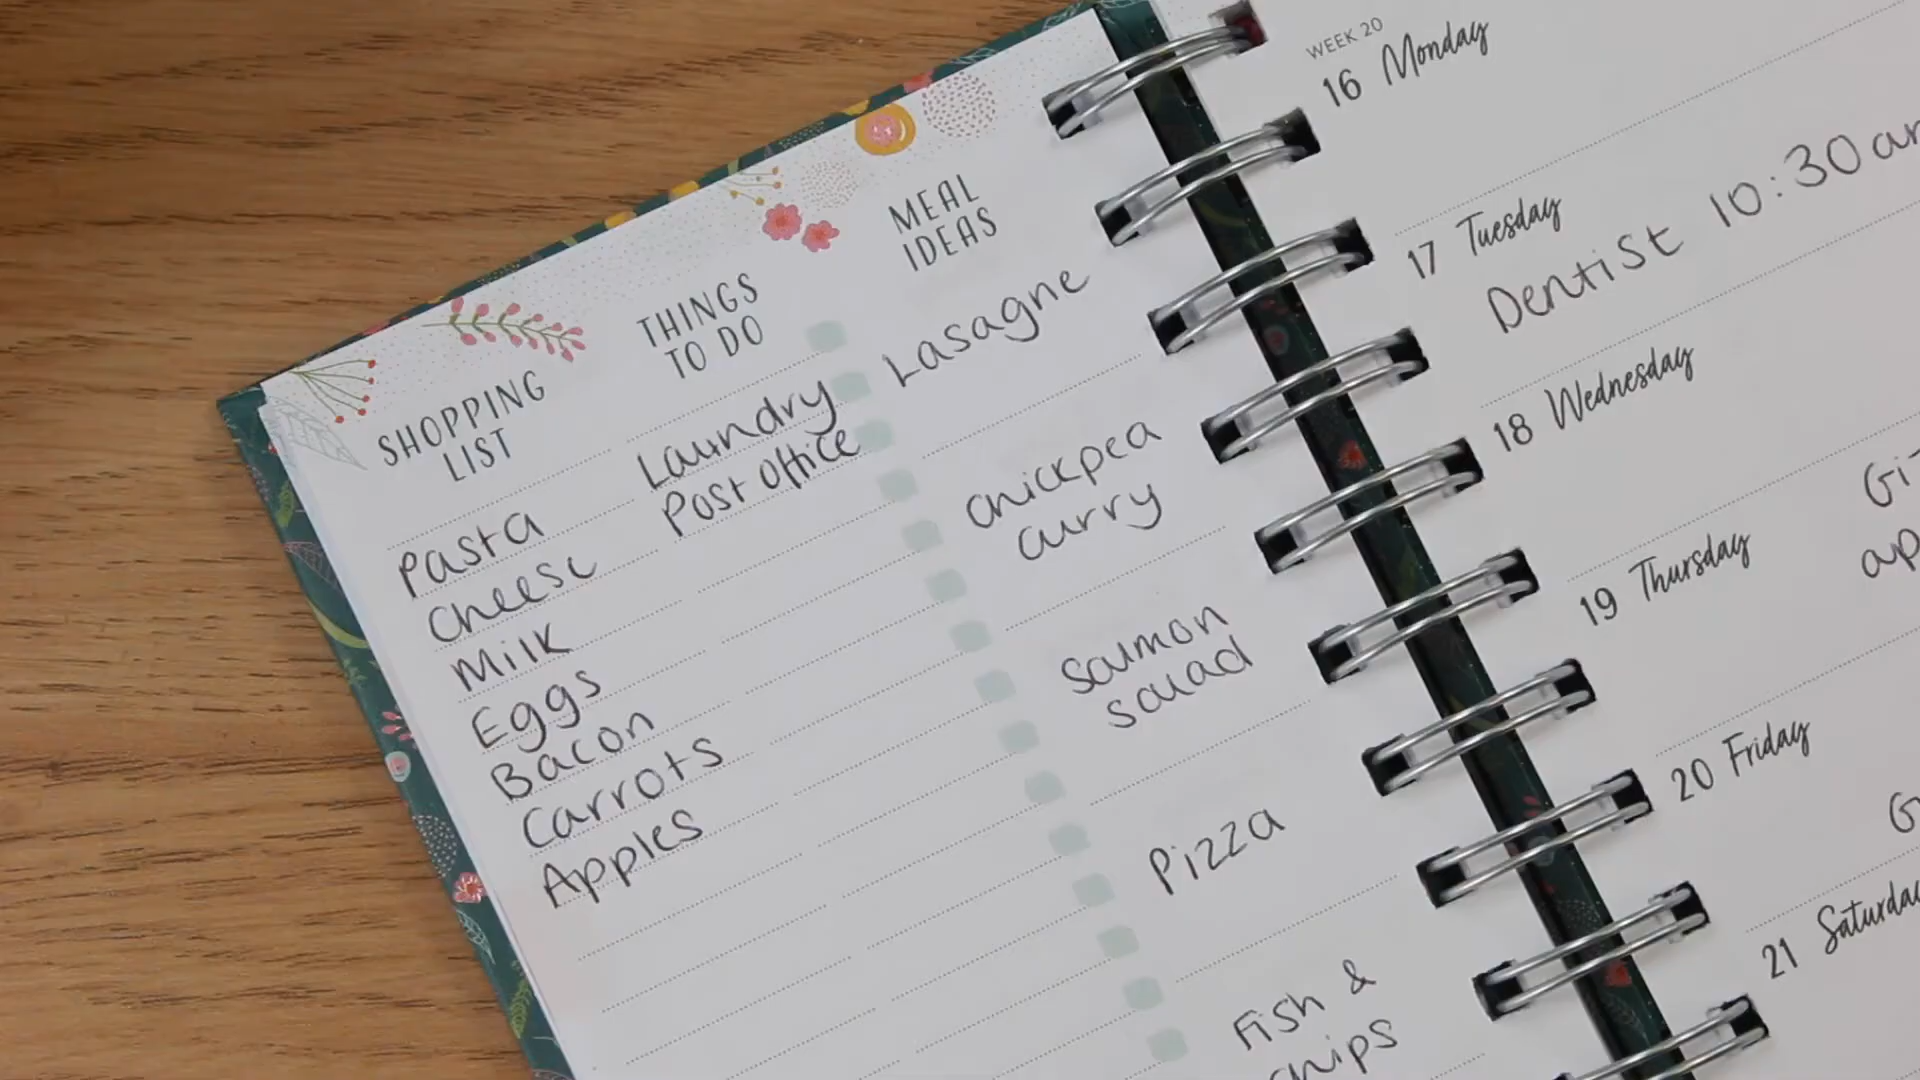 SHOPPING
LIST
Pasta
Cheese
Milk
Eggs
Bacon
Carrots
Apples
THINGS
TO DO
Laundry
Post Office
MEAL
IDEAS
Lasagne
Chickpea
curry
Salmon
salad
Pizza
Fish &
chips
WEEK 20
16 Monday
17 Tuesday
Dentist 10:30
18 Wednesday
19 Thursday
20 Friday
21 Saturday